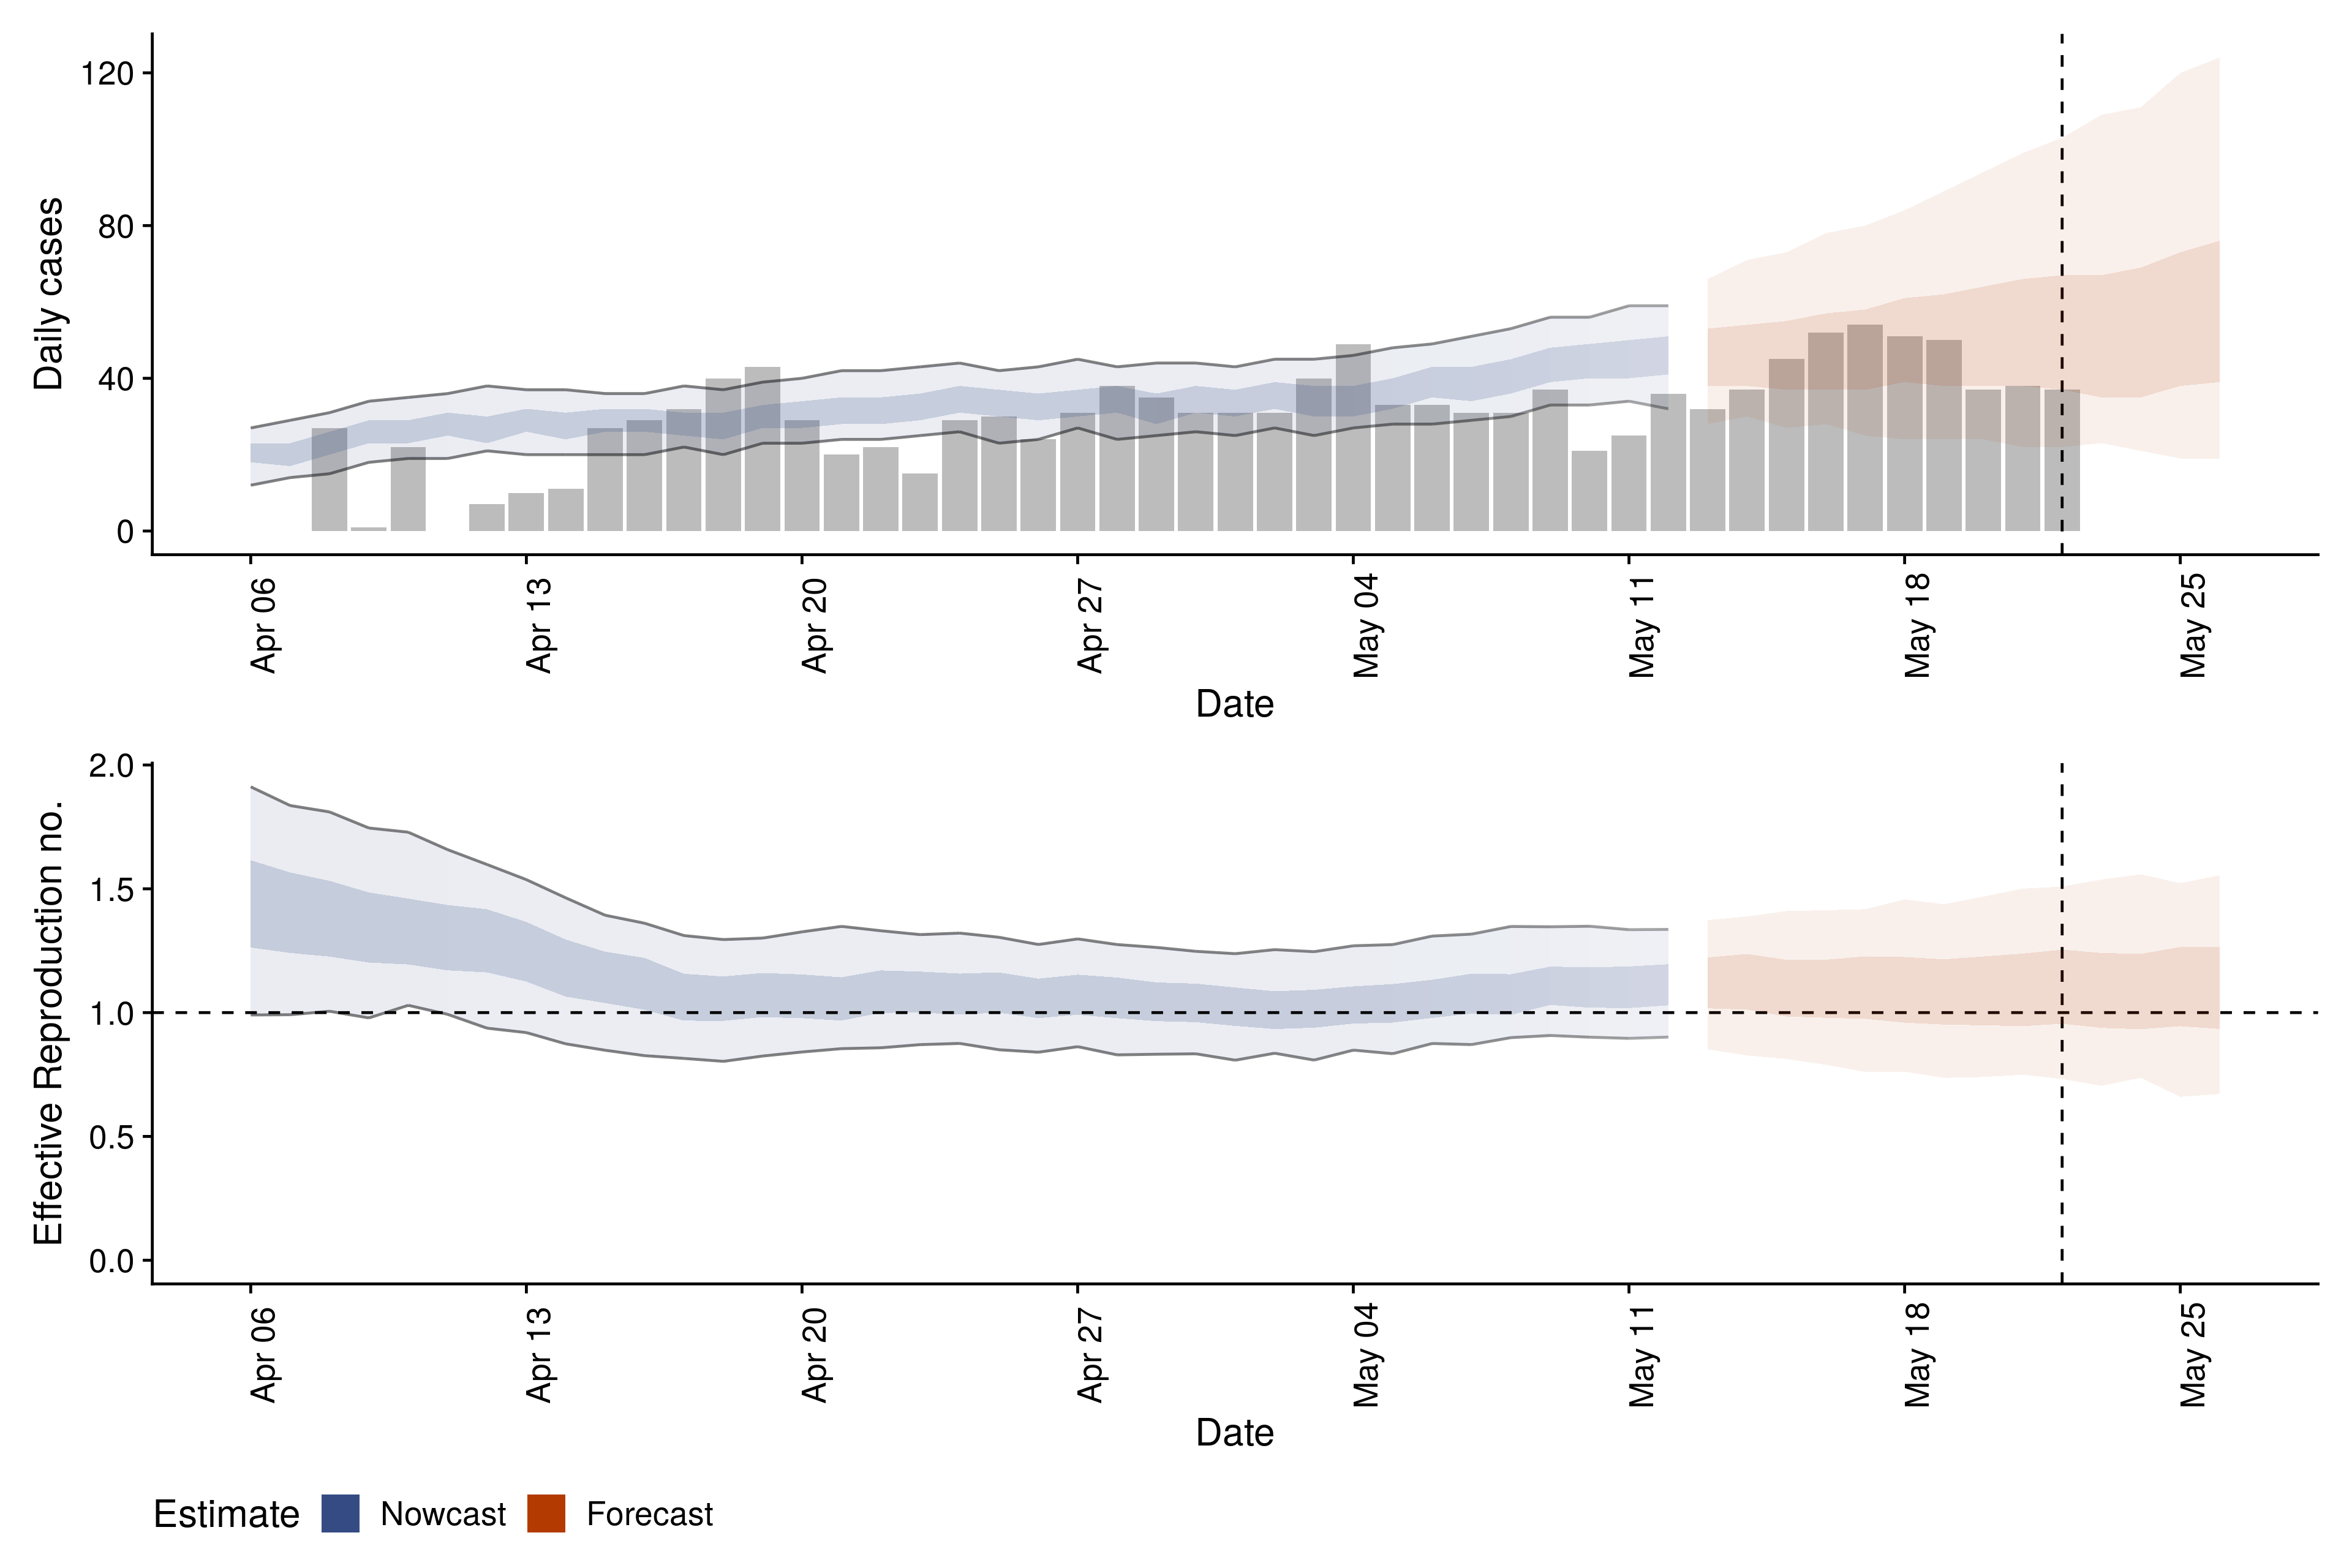 Daily cases
120
80
40
0
Apr 06
Apr 13
Apr 20
Apr 27
May 04
May 11
May 18
May 25
Date
Effective Reproduction no.
2.0
1.5
1.0
0.5
0.0
Apr 06
Apr 13
Apr 20
Apr 27
May 04
May 11
May 18
May 25
Date
Estimate Nowcast Forecast